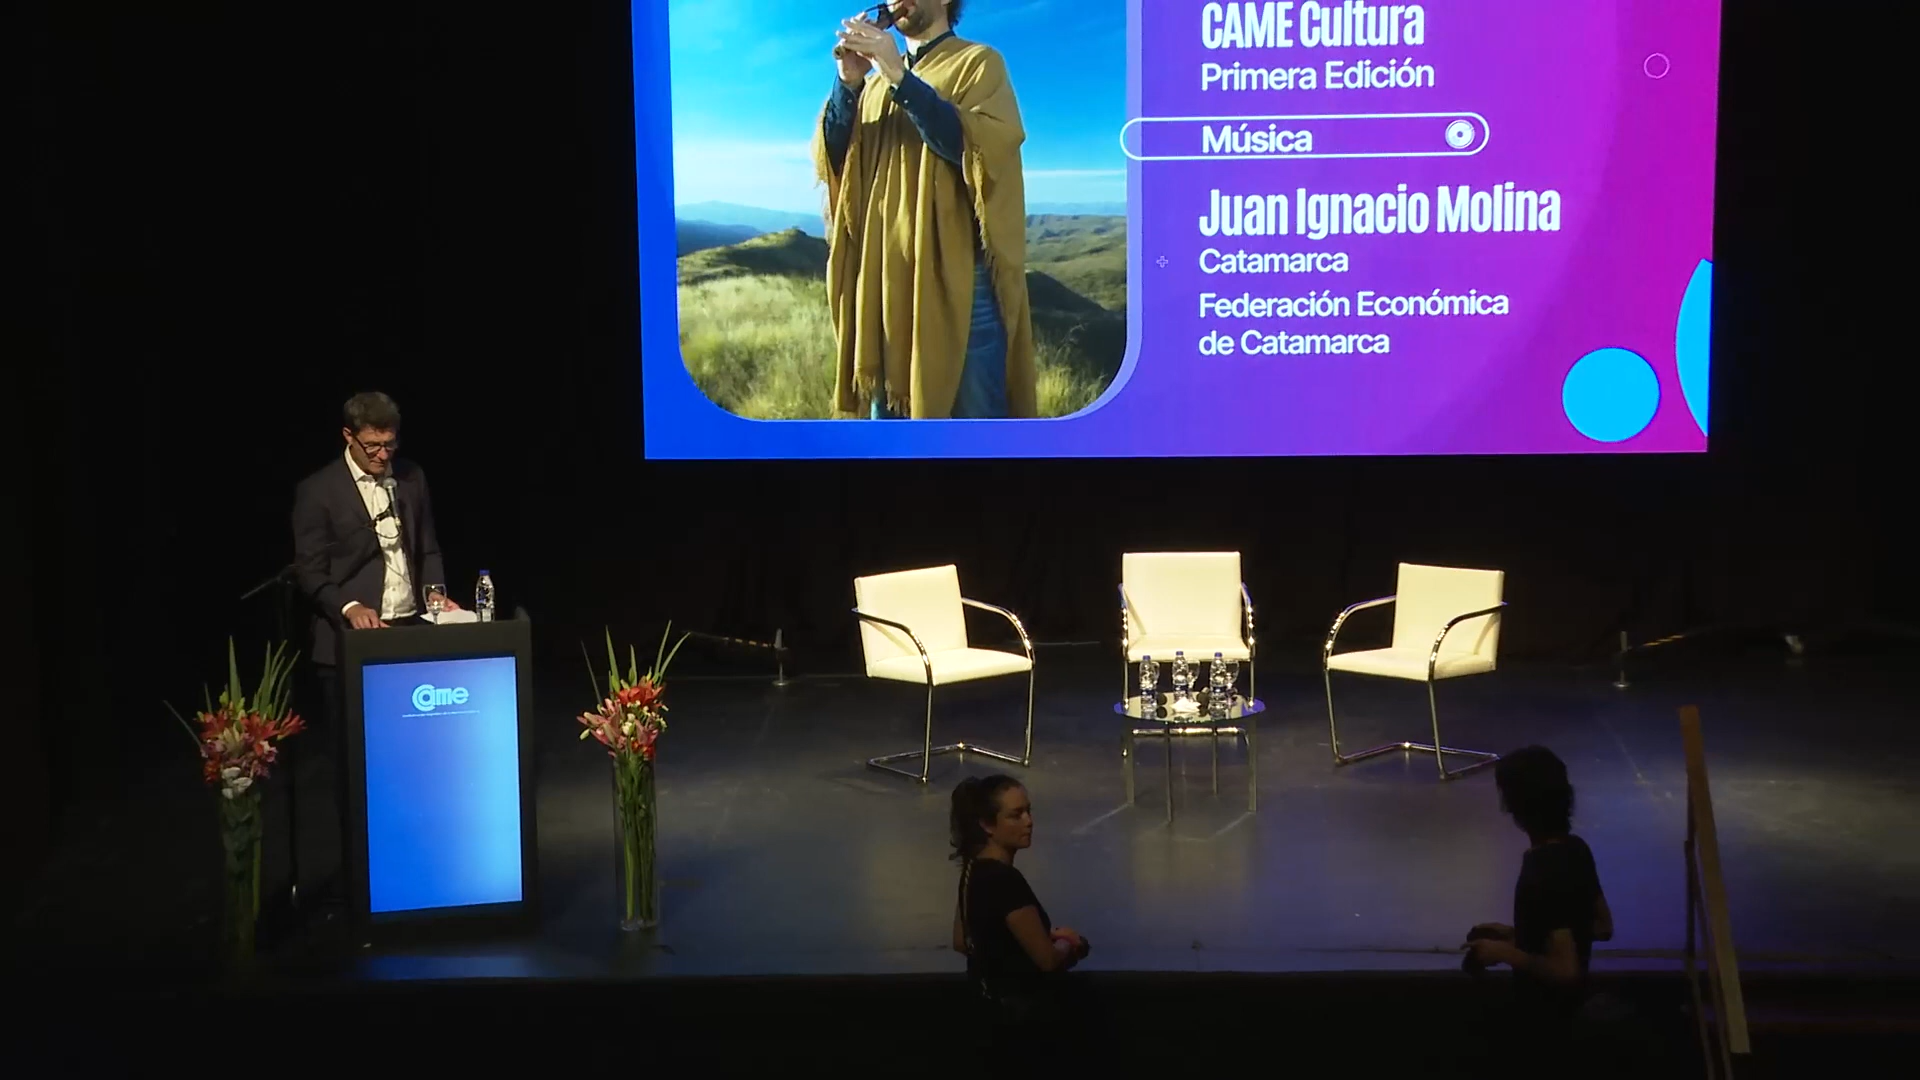 CAME Cultura
Primera Edición
Música
Juan Ignacio Molina
Catamarca
Federación Económica
de Catamarca
Came